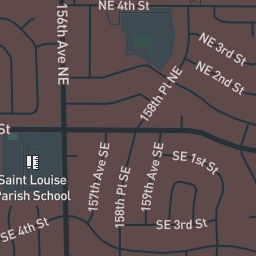 NE 4th St
156th Ave NE
NE 3rd St
NE 2nd St
158th Pl NE
St
SE 1st St
Saint Louise
Parish School
157th Ave SE
158th Pl SE
159th Ave SE
SE 4th St
SE 3rd St